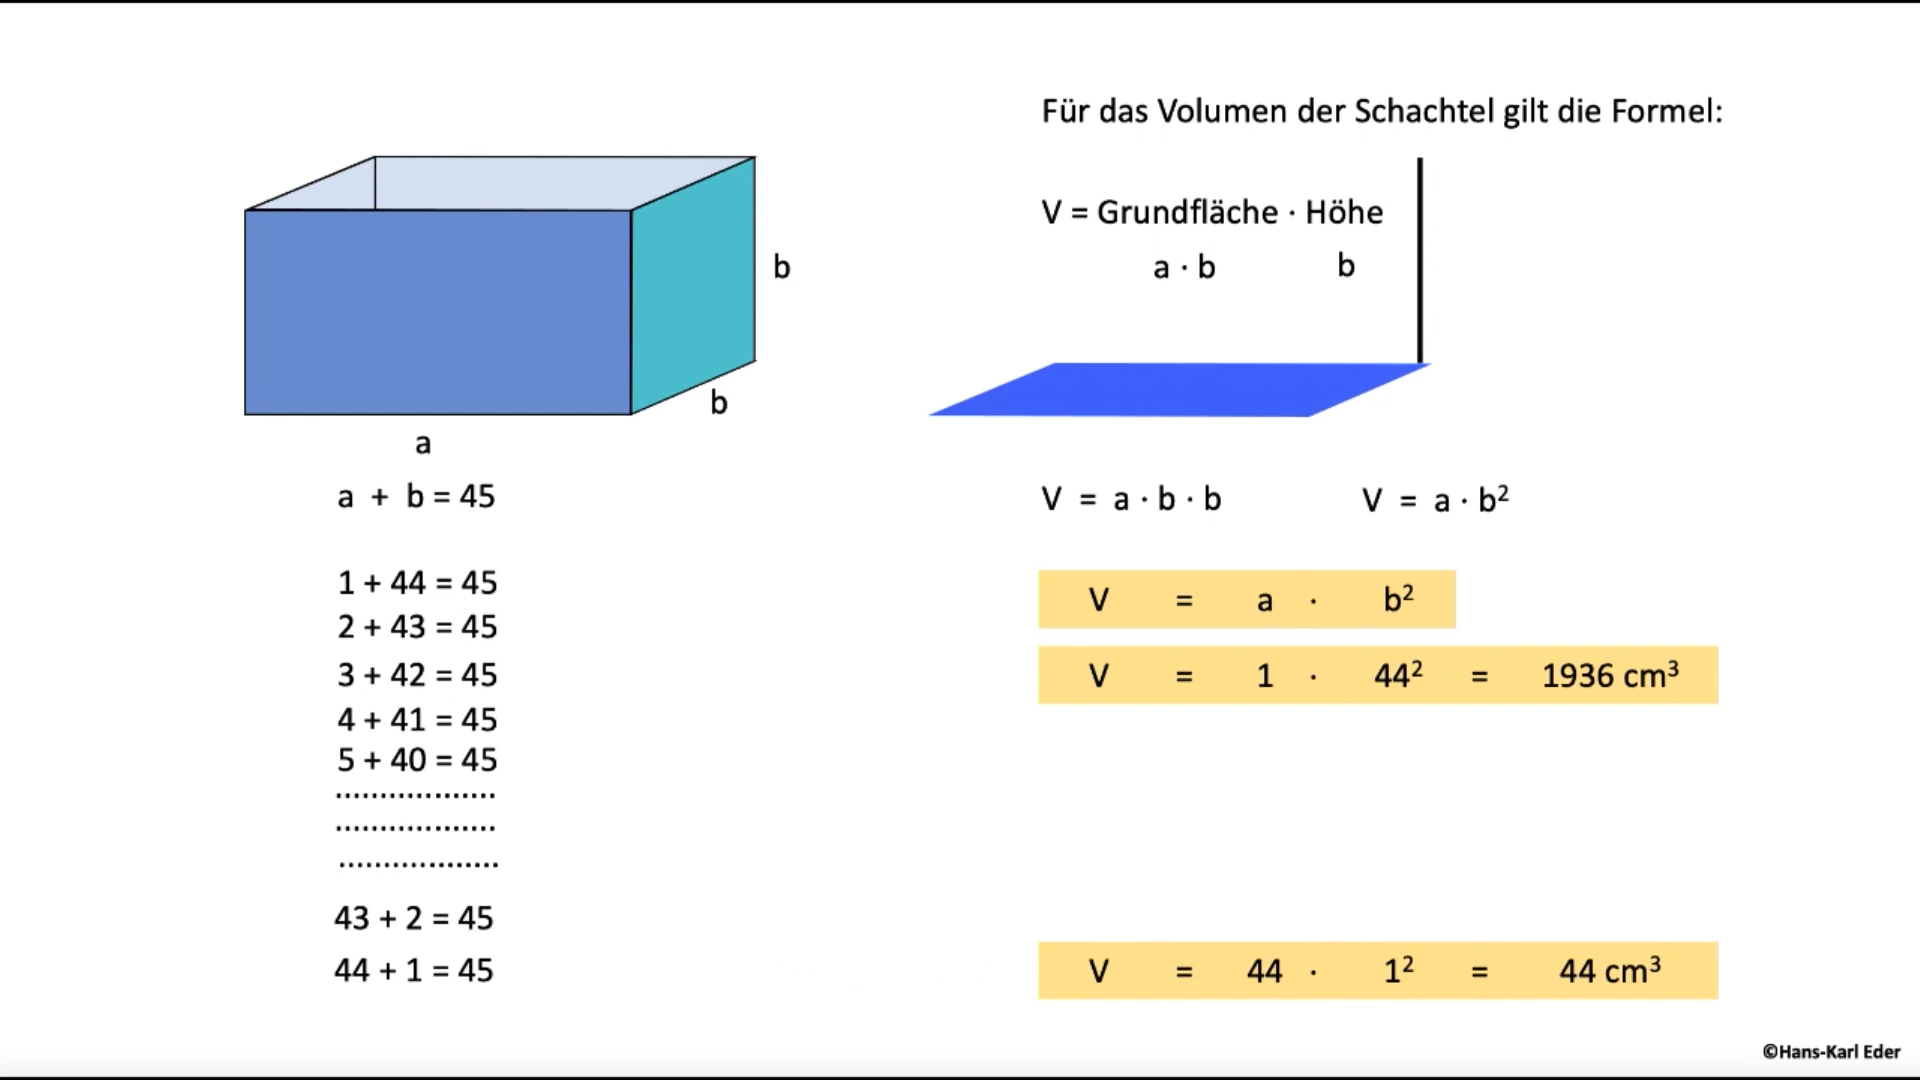 Für das Volumen der Schachtel gilt die Formel:
V = Grundfläche · Höhe
a · b b
b
b
a
a + b = 45
V = a · b · b V = a · b²
1 + 44 = 45
2 + 43 = 45
3 + 42 = 45
4 + 41 = 45
5 + 40 = 45
..................
..................
..................
43 + 2 = 45
44 + 1 = 45
V = a · b²
V = 1 · 44² = 1936 cm³
V = 44 · 1² = 44 cm³
©Hans-Karl Eder